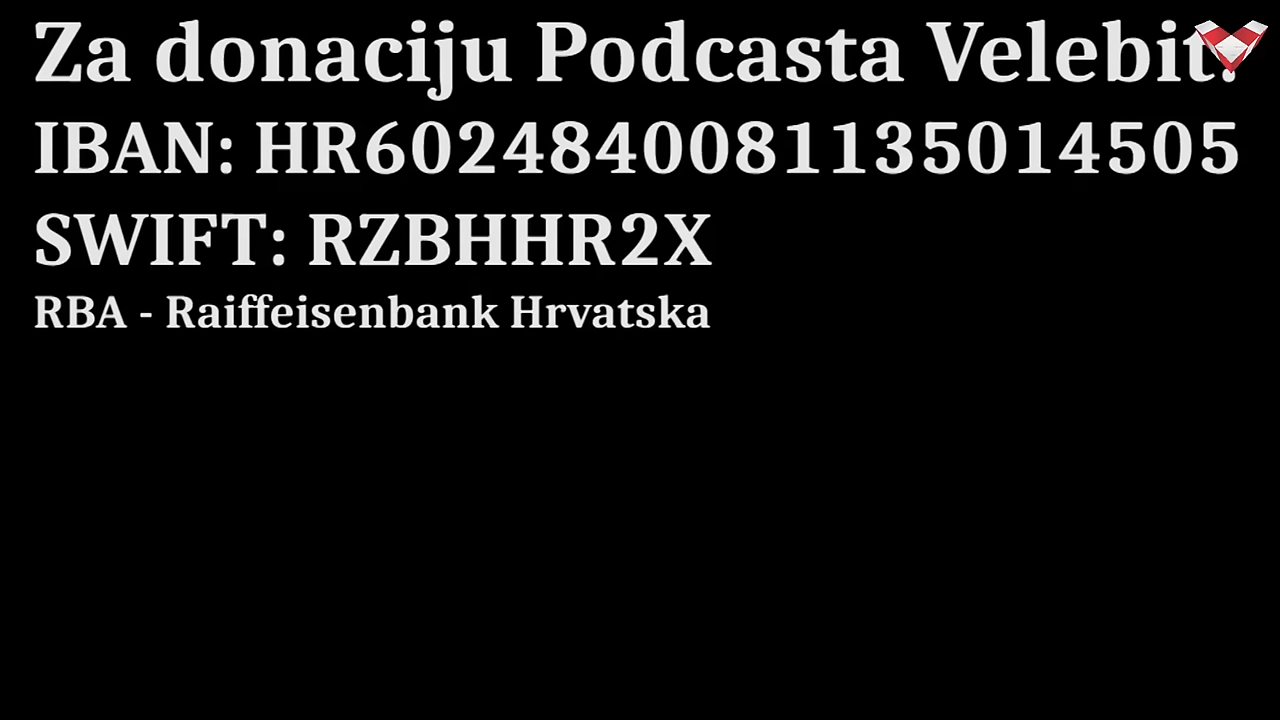 Za donaciju Podcasta Velebit:
IBAN: HR6024840081135014505
SWIFT: RZBHHR2X
RBA - Raiffeisenbank Hrvatska